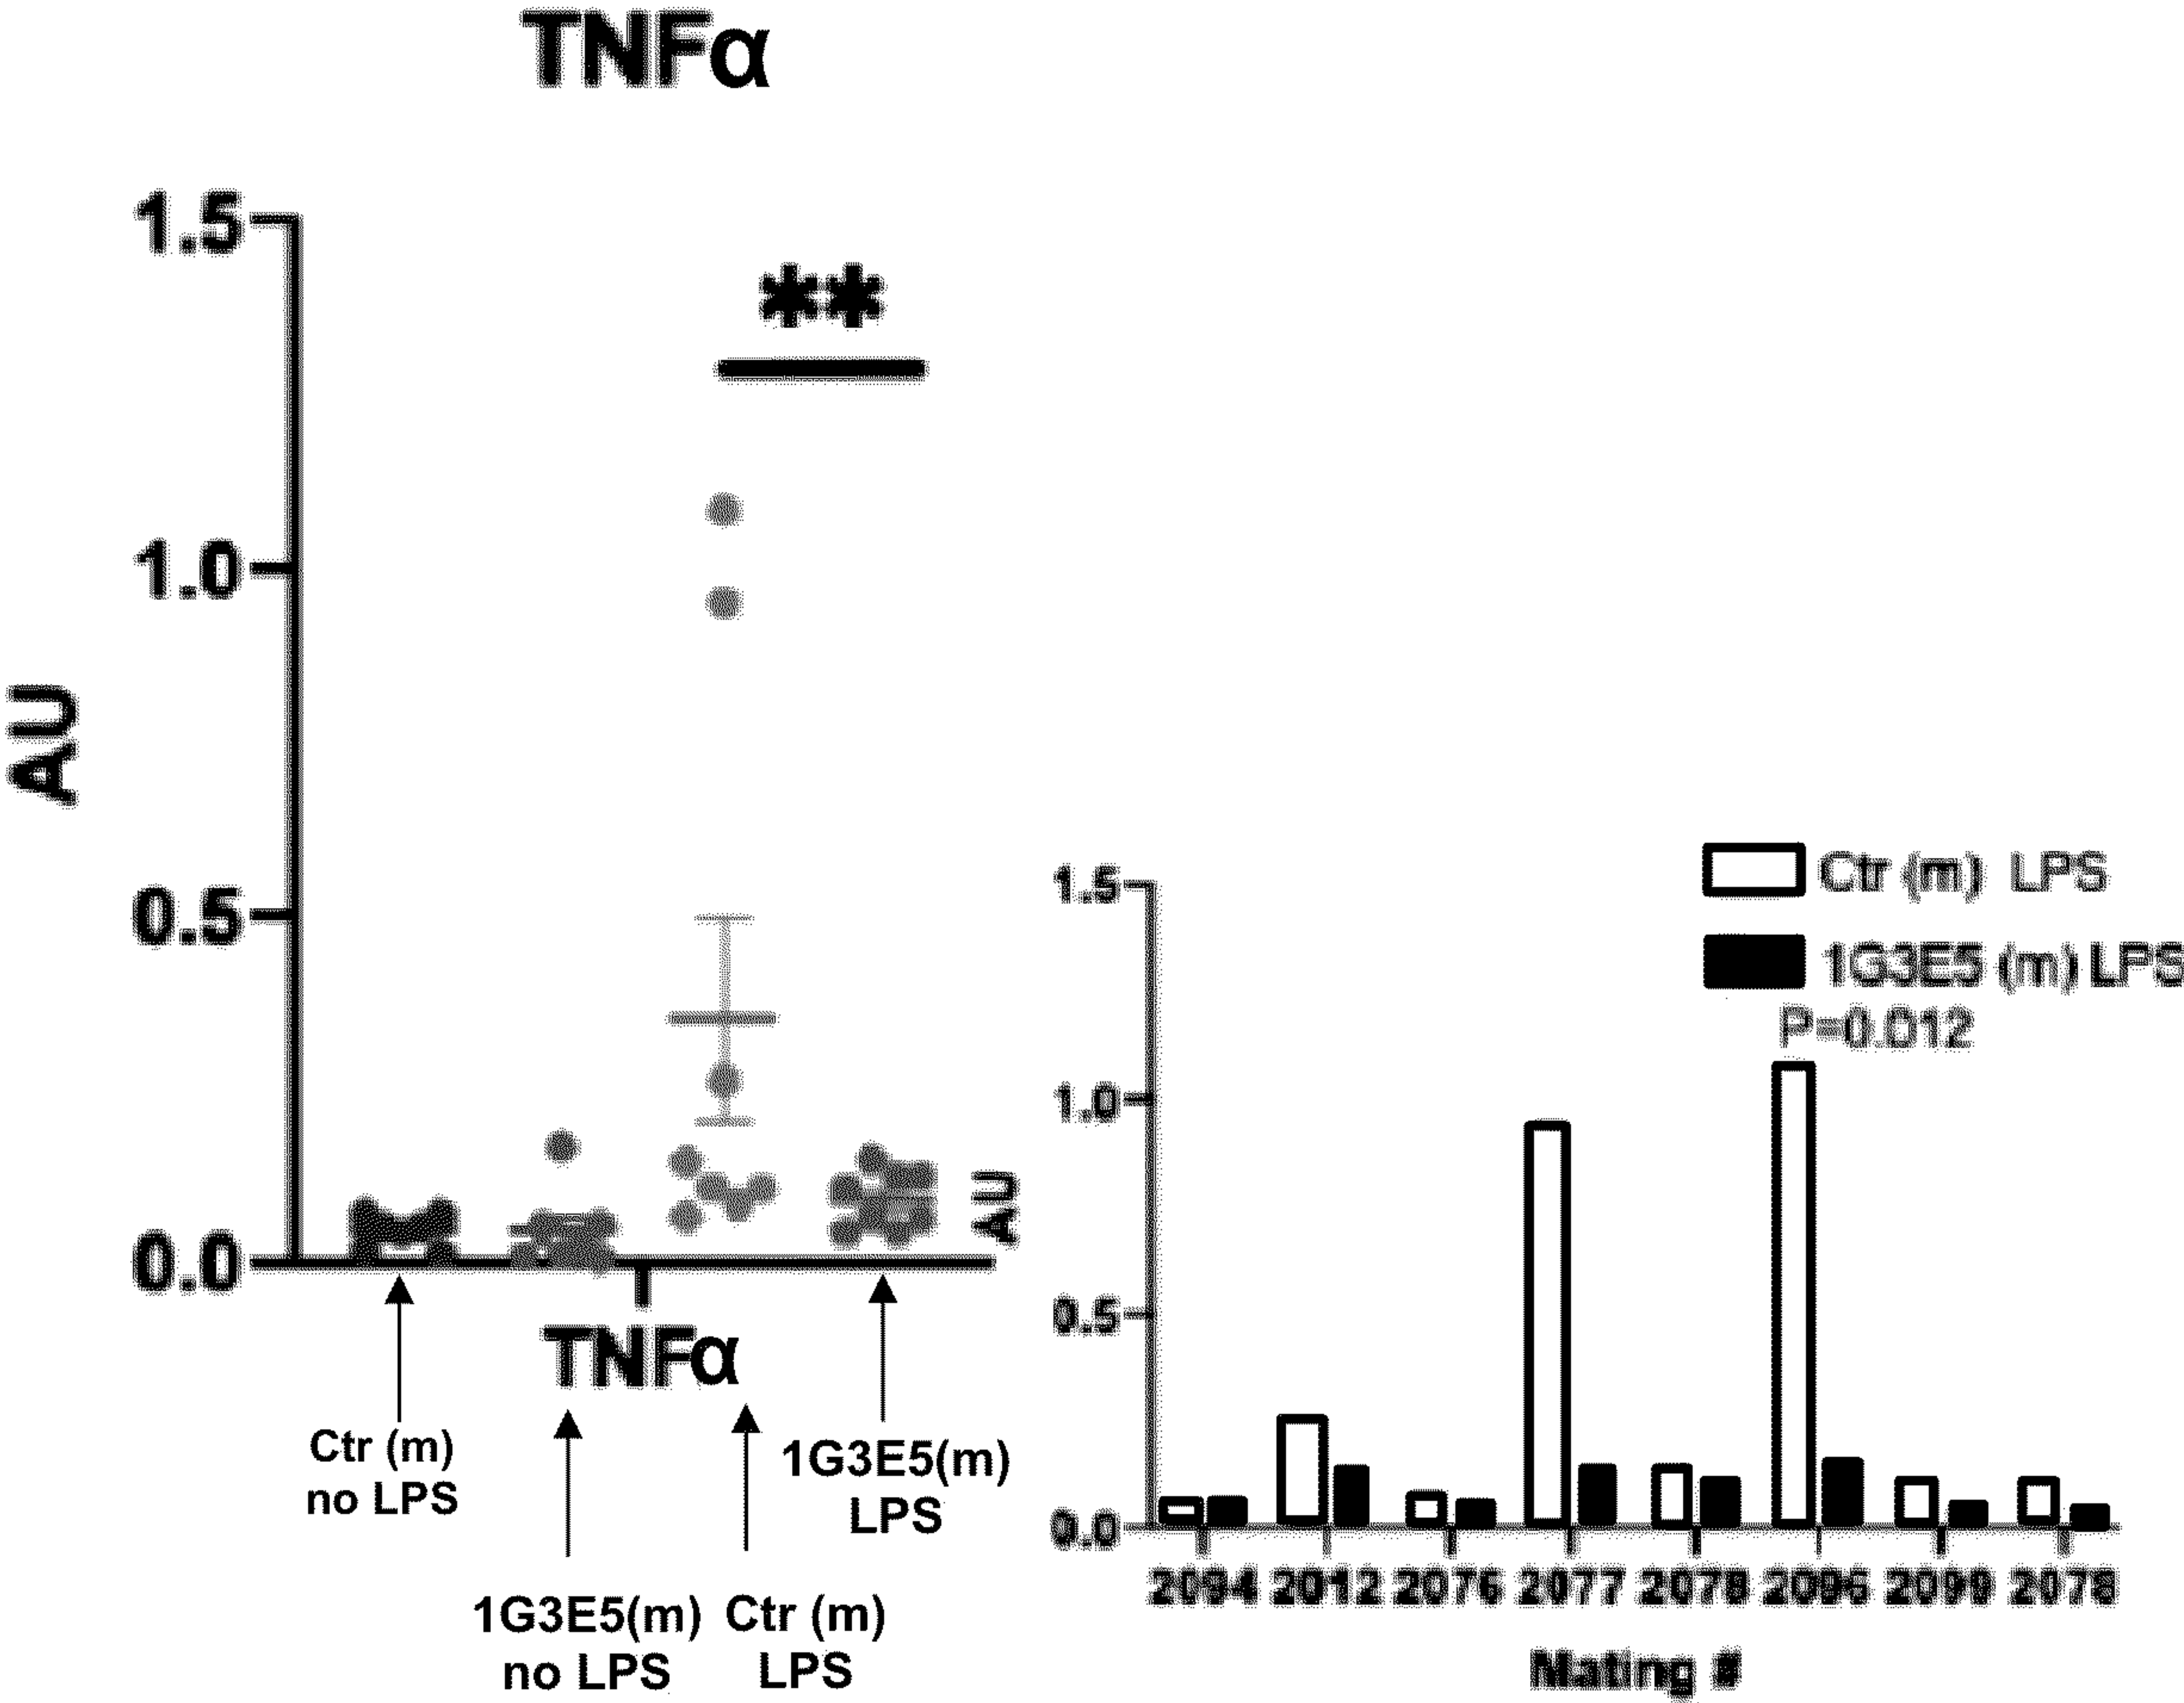 TNFα
1.5
**
1.0
AU
0.5
0.0
TNFα
Ctr (m)
no LPS
1G3E5(m)
no LPS
Ctr (m)
LPS
1G3E5(m)
LPS
Ctr (m) LPS
1G3E5 (m) LPS
P=0.012
1.5
1.0
AU
0.5
0.0
2094 2012 2076 2077 2095 2099 2078
Mating #